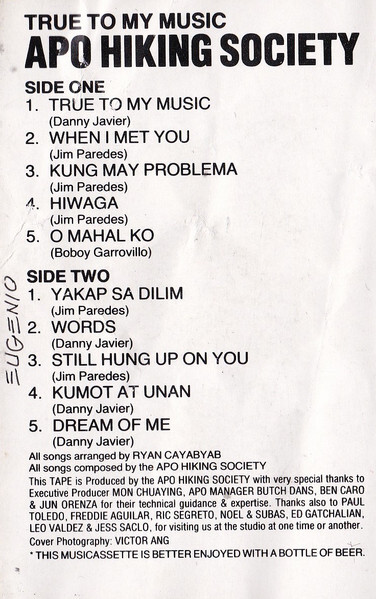 TRUE TO MY MUSIC
APO HIKING SOCIETY
SIDE ONE
1. TRUE TO MY MUSIC
(Danny Javier)
2. WHEN I MET YOU
(Jim Paredes)
3. KUNG MAY PROBLEMA
(Jim Paredes)
4. HIWAGA
(Jim Paredes)
5. O MAHAL KO
(Boboy Garrovillo)
EUGENIO
SIDE TWO
1. YAKAP SA DILIM
(Jim Paredes)
2. WORDS
(Danny Javier)
3. STILL HUNG UP ON YOU
(Jim Paredes)
4. KUMOT AT UNAN
(Danny Javier)
5. DREAM OF ME
(Danny Javier)
All songs arranged by RYAN CAYABYAB
All songs composed by the APO HIKING SOCIETY
This TAPE is Produced by the APO HIKING SOCIETY with very special thanks to
Executive Producer MON CHUAYING, APO MANAGER BUTCH DANS, BEN CARO
& JUN ORENZA for their technical guidance & expertise. Thanks also to PAUL
TOLEDO, FREDDIE AGUILAR, RIC SEGRETO, NOEL & SUBAS, ED GATCHALIAN,
LEO VALDEZ & JESS SACLO, for visiting us at the studio at one time or another.
Cover Photography: VICTOR ANG
* THIS MUSICASSETTE IS BETTER ENJOYED WITH A BOTTLE OF BEER.